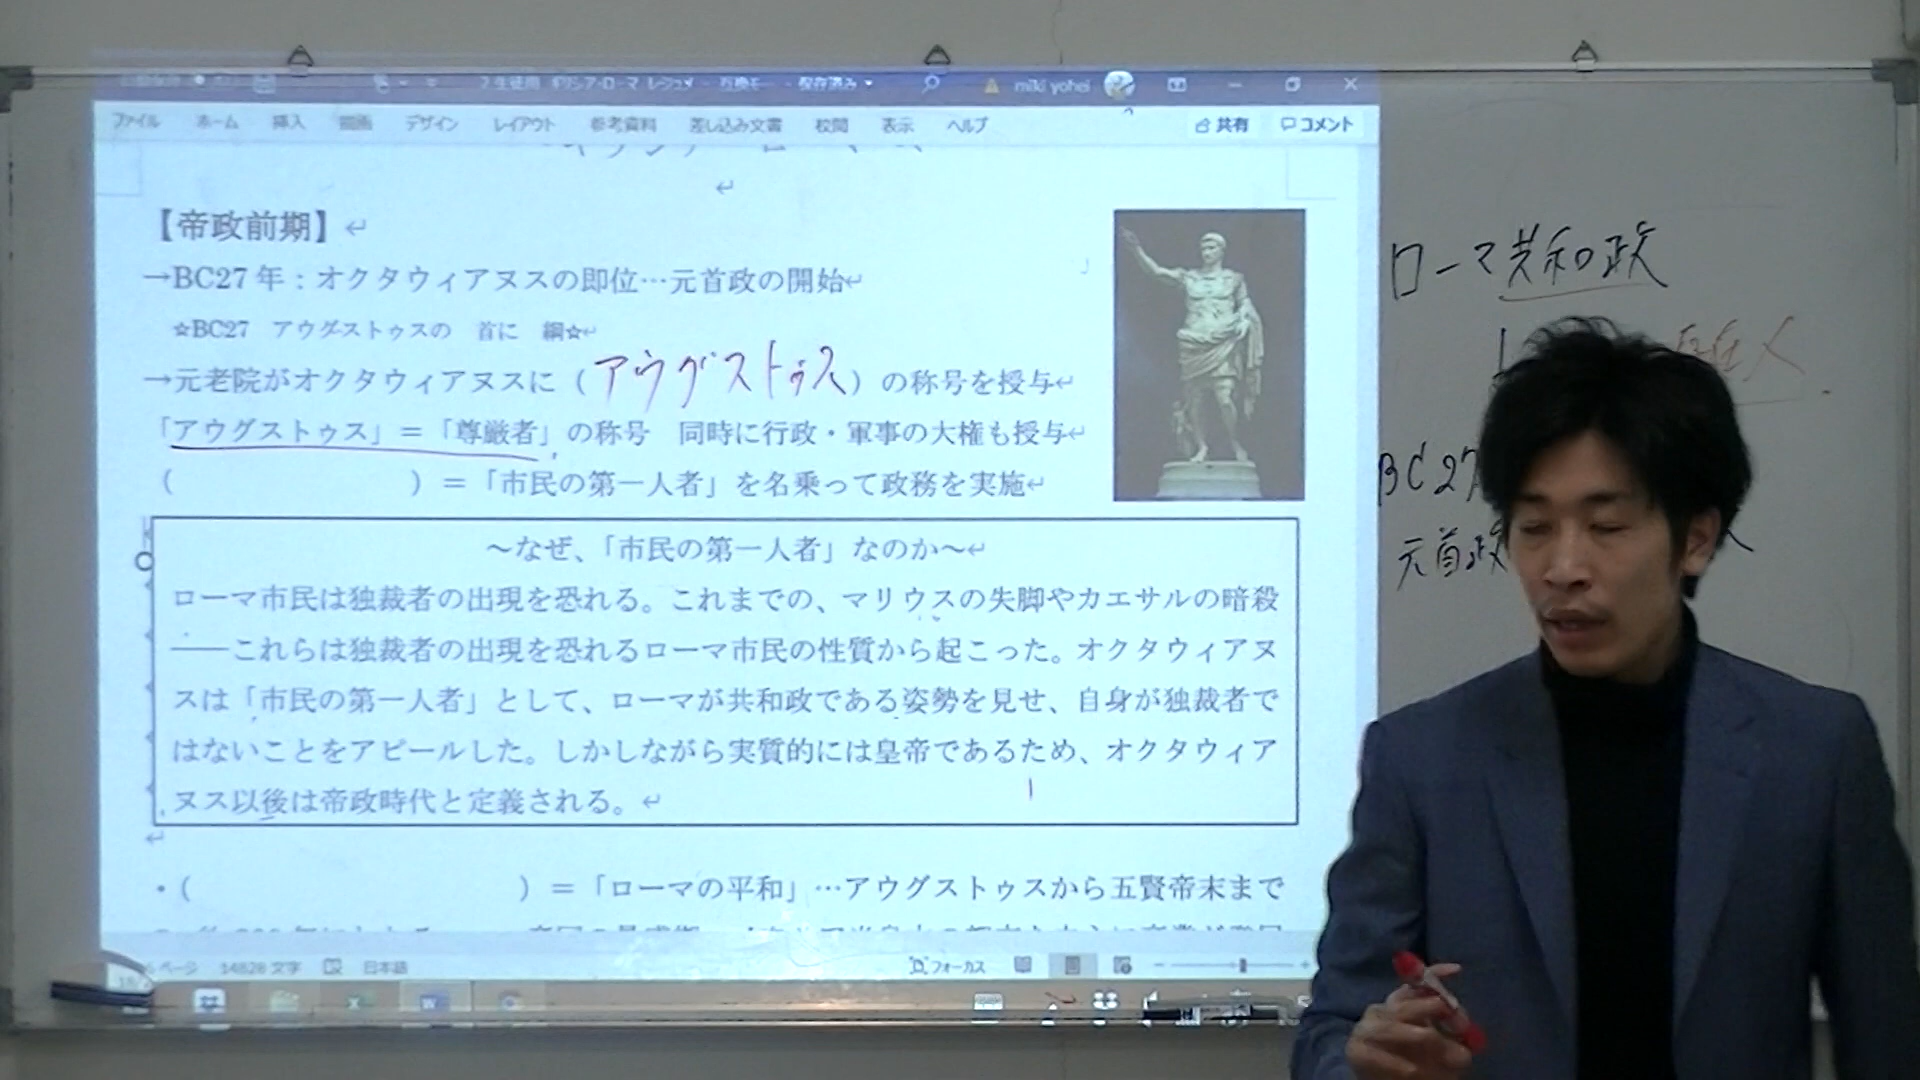 miki yohei
ファイル ホーム 挿入 描画 デザイン レイアウト 参考資料 差し込み文書 校閲 表示 ヘルプ 共有 コメント
【帝政前期】
→BC27年：オクタウィアヌスの即位…元首政の開始
☆BC27 アウグストゥスの 首に 綱☆
→元老院がオクタウィアヌスに（アウグストゥス）の称号を授与
「アウグストゥス」＝「尊厳者」の称号 同時に行政・軍事の大権も授与
（ ）＝「市民の第一人者」を名乗って政務を実施
～なぜ、「市民の第一人者」なのか～
ローマ市民は独裁者の出現を恐れる。これまでの、マリウスの失脚やカエサルの暗殺
――これらは独裁者の出現を恐れるローマ市民の性質から起こった。オクタウィアヌ
スは「市民の第一人者」として、ローマが共和政である姿勢を見せ、自身が独裁者で
はないことをアピールした。しかしながら実質的には皇帝であるため、オクタウィア
ヌス以後は帝政時代と定義される。
・（ ）＝「ローマの平和」…アウグストゥスから五賢帝末まで
ページ 14828 文字 日本語 フォーカス
ローマ共和政
BC27
元首政